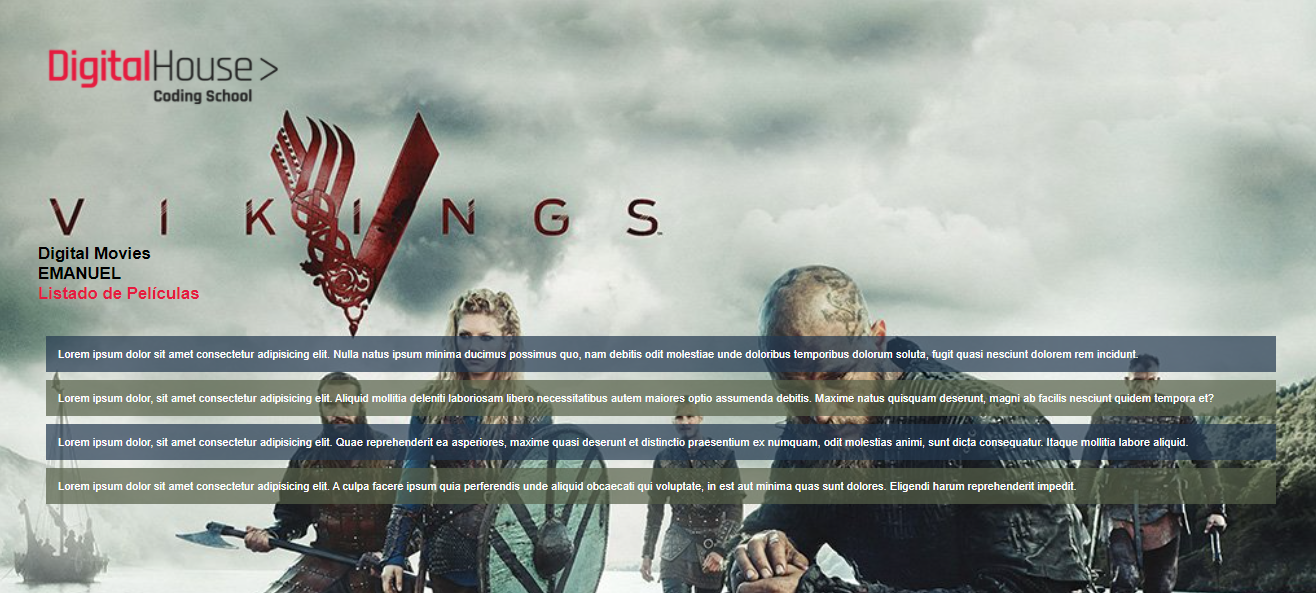 DigitalHouse >
Coding School
VIKINGS
Digital Movies
EMANUEL
Listado de Películas
Lorem ipsum dolor sit amet consectetur adipisicing elit. Nulla natus ipsum minima ducimus possimus quo, nam debitis odit molestiae unde doloribus temporibus dolorum soluta, fugit quasi nesciunt dolorem rem incidunt.
Lorem ipsum dolor, sit amet consectetur adipisicing elit. Aliquid mollitia deleniti laboriosam libero necessitatibus autem maiores optio assumenda debitis. Maxime natus quisquam deserunt, magni ab facilis nesciunt quidem tempora et?
Lorem ipsum dolor, sit amet consectetur adipisicing elit. Quae reprehenderit ea asperiores, maxime quasi deserunt et distinctio praesentium ex numquam, odit molestias animi, sunt dicta consequatur. Itaque mollitia labore aliquid.
Lorem ipsum dolor sit amet consectetur adipisicing elit. A culpa facere ipsum quia perferendis unde aliquid obcaecati qui voluptate, in est aut minima quas sunt dolores. Eligendi harum reprehenderit impedit.